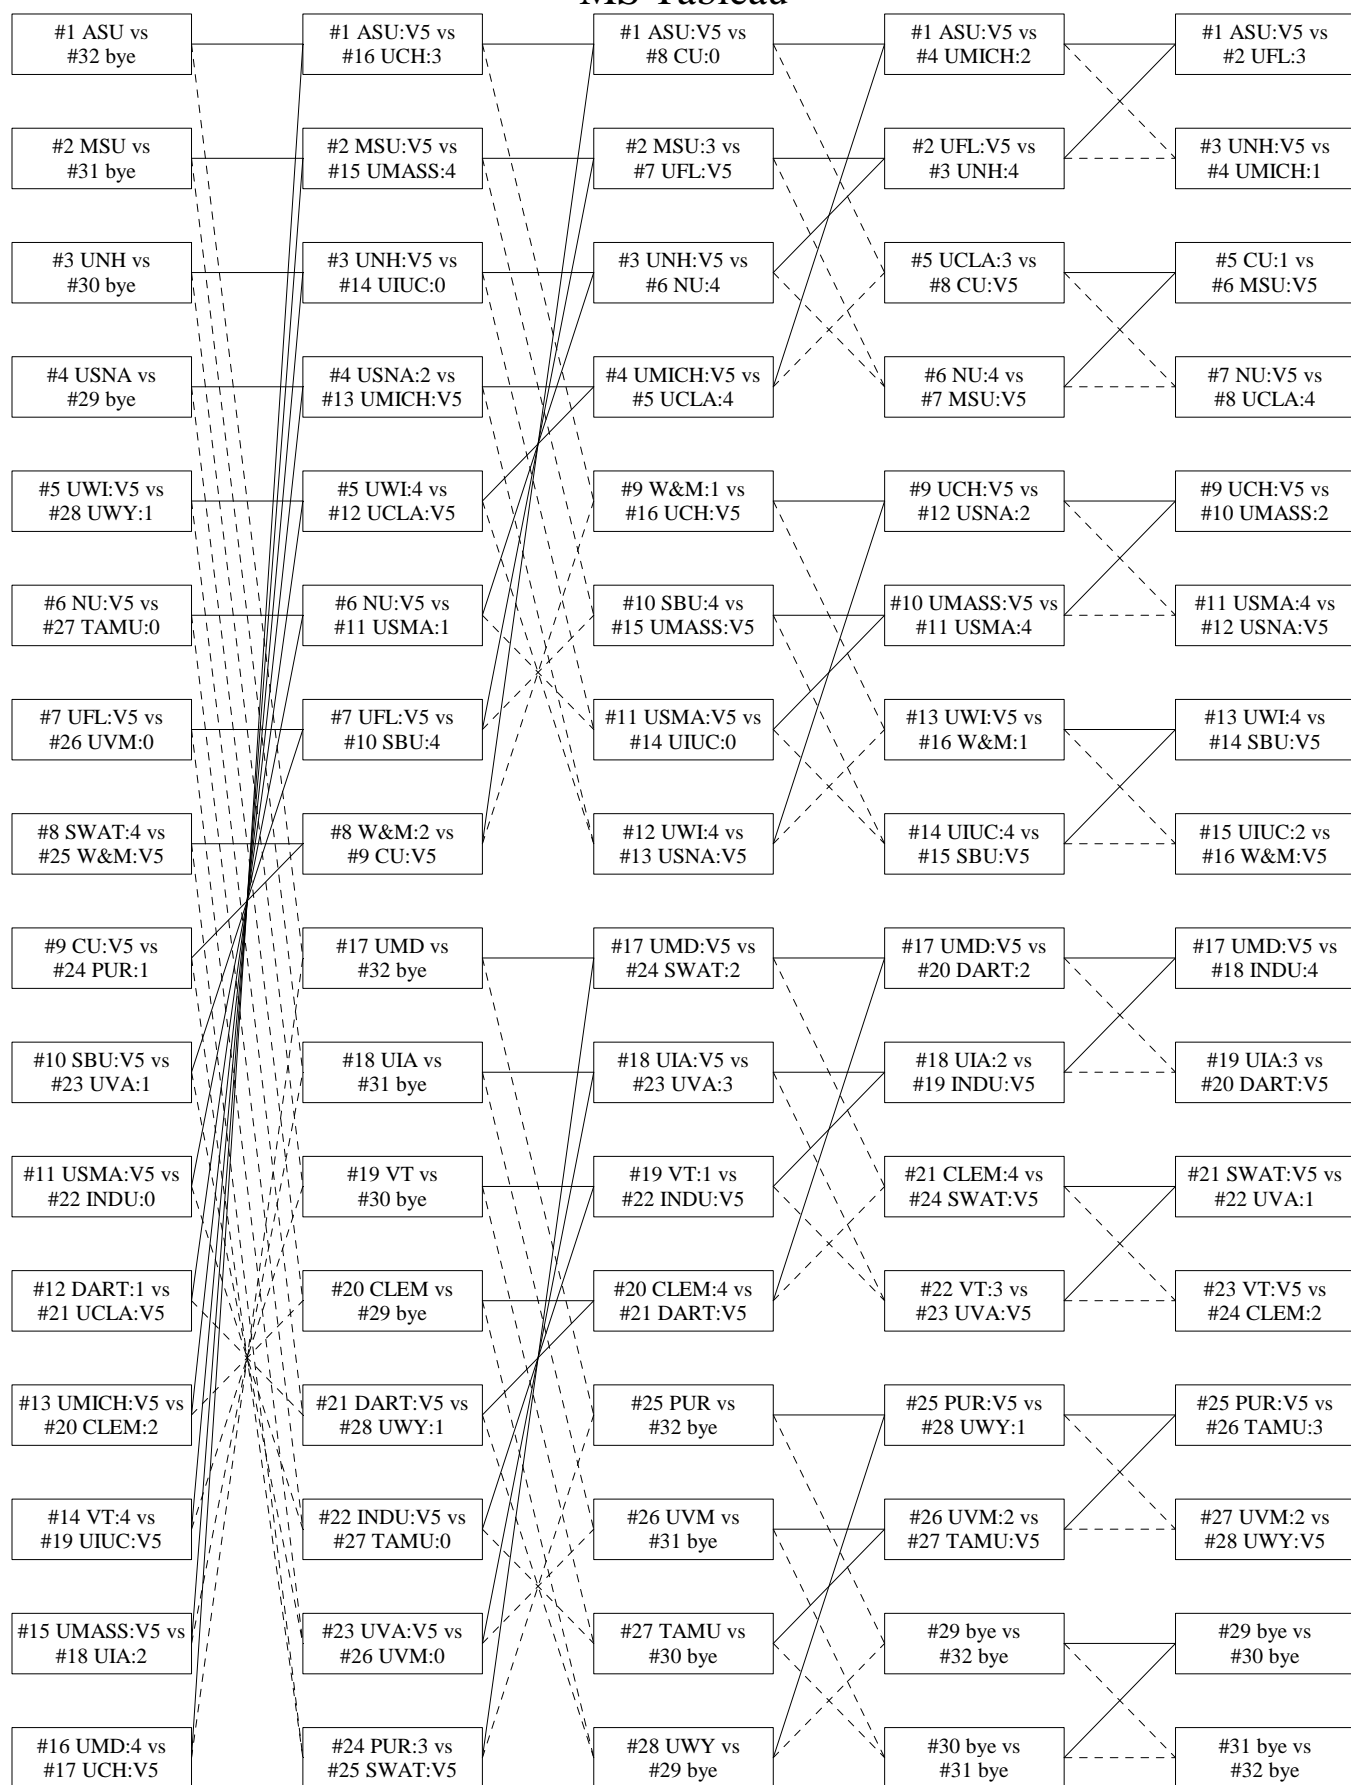 MS Tableau
#1 ASU vs
#32 bye
#1 ASU:V5 vs
#16 UCH:3
#1 ASU:V5 vs
#8 CU:0
#1 ASU:V5 vs
#4 UMICH:2
#1 ASU:V5 vs
#2 UFL:3
#2 MSU vs
#31 bye
#2 MSU:V5 vs
#15 UMASS:4
#2 MSU:3 vs
#7 UFL:V5
#2 UFL:V5 vs
#3 UNH:4
#3 UNH:V5 vs
#4 UMICH:1
#3 UNH vs
#30 bye
#3 UNH:V5 vs
#14 UIUC:0
#3 UNH:V5 vs
#6 NU:4
#5 UCLA:3 vs
#8 CU:V5
#5 CU:1 vs
#6 MSU:V5
#4 USNA vs
#29 bye
#4 USNA:2 vs
#13 UMICH:V5
#4 UMICH:V5 vs
#5 UCLA:4
#6 NU:4 vs
#7 MSU:V5
#7 NU:V5 vs
#8 UCLA:4
#5 UWI:V5 vs
#28 UWY:1
#5 UWI:4 vs
#12 UCLA:V5
#9 W&M:1 vs
#16 UCH:V5
#9 UCH:V5 vs
#12 USNA:2
#9 UCH:V5 vs
#10 UMASS:2
#6 NU:V5 vs
#27 TAMU:0
#6 NU:V5 vs
#11 USMA:1
#10 SBU:4 vs
#15 UMASS:V5
#10 UMASS:V5 vs
#11 USMA:4
#11 USMA:4 vs
#12 USNA:V5
#7 UFL:V5 vs
#26 UVM:0
#7 UFL:V5 vs
#10 SBU:4
#11 USMA:V5 vs
#14 UIUC:0
#13 UWI:V5 vs
#16 W&M:1
#13 UWI:4 vs
#14 SBU:V5
#8 SWAT:4 vs
#25 W&M:V5
#8 W&M:2 vs
#9 CU:V5
#12 UWI:4 vs
#13 USNA:V5
#14 UIUC:4 vs
#15 SBU:V5
#15 UIUC:2 vs
#16 W&M:V5
#9 CU:V5 vs
#24 PUR:1
#17 UMD vs
#32 bye
#17 UMD:V5 vs
#24 SWAT:2
#17 UMD:V5 vs
#20 DART:2
#17 UMD:V5 vs
#18 INDU:4
#10 SBU:V5 vs
#23 UVA:1
#18 UIA vs
#31 bye
#18 UIA:V5 vs
#23 UVA:3
#18 UIA:2 vs
#19 INDU:V5
#19 UIA:3 vs
#20 DART:V5
#11 USMA:V5 vs
#22 INDU:0
#19 VT vs
#30 bye
#19 VT:1 vs
#22 INDU:V5
#21 CLEM:4 vs
#24 SWAT:V5
#21 SWAT:V5 vs
#22 UVA:1
#12 DART:1 vs
#21 UCLA:V5
#20 CLEM vs
#29 bye
#20 CLEM:4 vs
#21 DART:V5
#22 VT:3 vs
#23 UVA:V5
#23 VT:V5 vs
#24 CLEM:2
#13 UMICH:V5 vs
#20 CLEM:2
#21 DART:V5 vs
#28 UWY:1
#25 PUR vs
#32 bye
#25 PUR:V5 vs
#28 UWY:1
#25 PUR:V5 vs
#26 TAMU:3
#14 VT:4 vs
#19 UIUC:V5
#22 INDU:V5 vs
#27 TAMU:0
#26 UVM vs
#31 bye
#26 UVM:2 vs
#27 TAMU:V5
#27 UVM:2 vs
#28 UWY:V5
#15 UMASS:V5 vs
#18 UIA:2
#23 UVA:V5 vs
#26 UVM:0
#27 TAMU vs
#30 bye
#29 bye vs
#32 bye
#29 bye vs
#30 bye
#16 UMD:4 vs
#17 UCH:V5
#24 PUR:3 vs
#25 SWAT:V5
#28 UWY vs
#29 bye
#30 bye vs
#31 bye
#31 bye vs
#32 bye